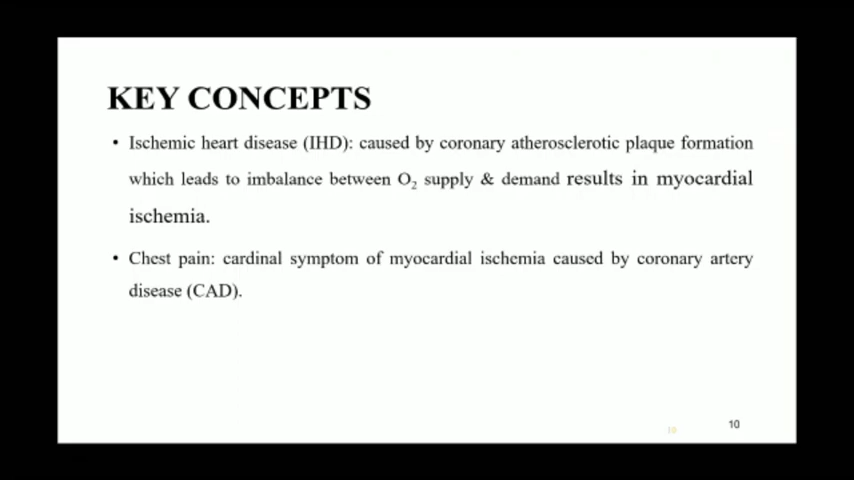 KEY CONCEPTS
• Ischemic heart disease (IHD): caused by coronary atherosclerotic plaque formation
which leads to imbalance between O₂ supply & demand results in myocardial
ischemia.
• Chest pain: cardinal symptom of myocardial ischemia caused by coronary artery
disease (CAD).
10
10